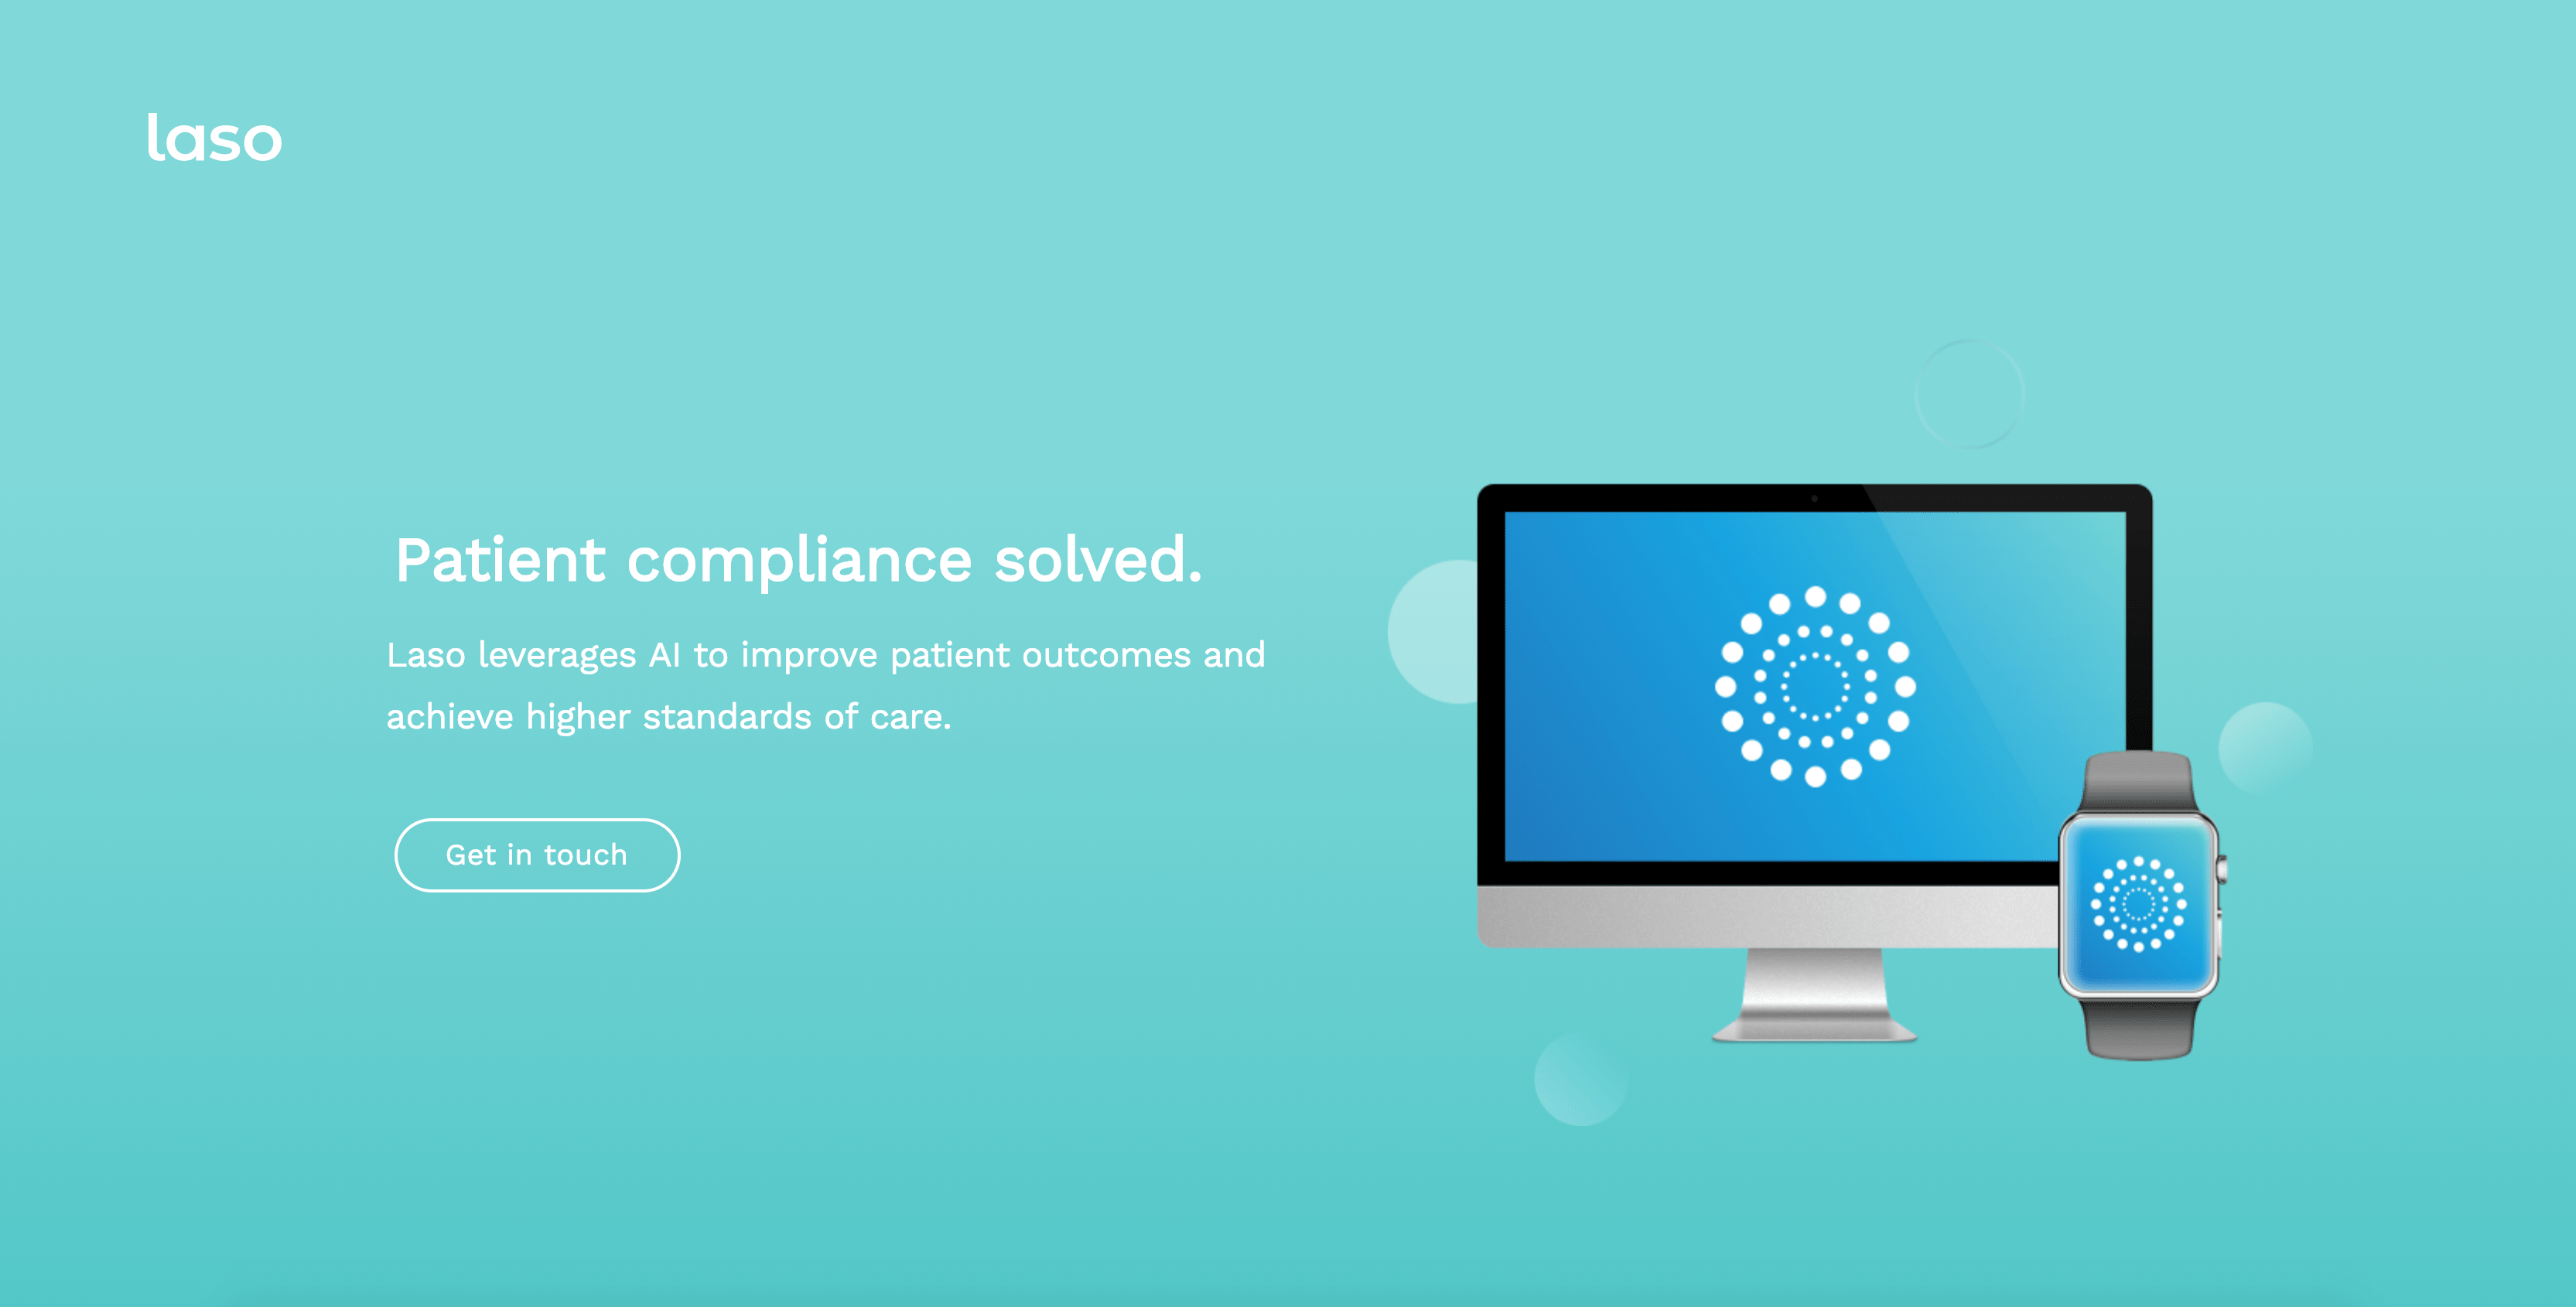 laso
Patient compliance solved.
Laso leverages AI to improve patient outcomes and
achieve higher standards of care.
Get in touch